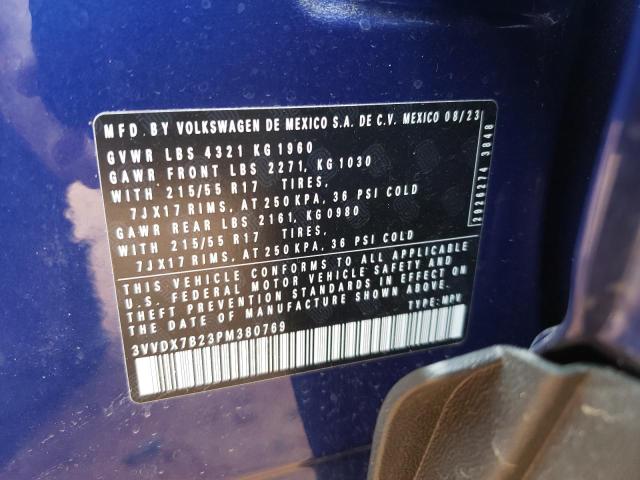 MFD. BY VOLKSWAGEN DE MEXICO S.A. DE C.V. MEXICO 08/23
GVWR LBS 4321 KG 1960
GAWR FRONT LBS 2271, KG 1030
WITH 215/55 R17 TIRES,
7JX17 RIMS, AT 250 KPA, 36 PSI COLD
GAWR REAR LBS 2161, KG 0980
WITH 215/55 R17 TIRES,
7JX17 RIMS, AT 250 KPA, 36 PSI COLD
THIS VEHICLE CONFORMS TO ALL APPLICABLE
U.S. FEDERAL MOTOR VEHICLE SAFETY AND
THEFT PREVENTION STANDARDS IN EFFECT ON
THE DATE OF MANUFACTURE SHOWN ABOVE.
3VVDX7B23PM380769 TYPE: MPV
2026274 3848